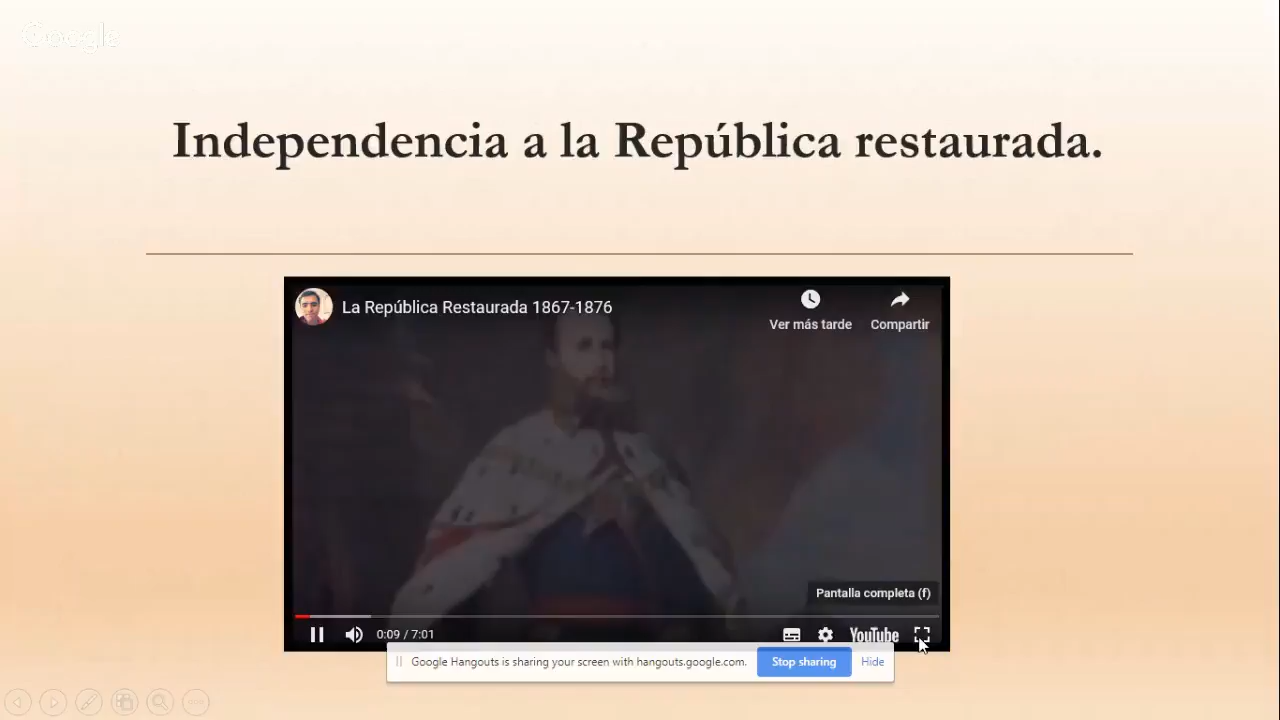 Google
Independencia a la República restaurada.
La República Restaurada 1867-1876
Ver más tarde
Compartir
Pantalla completa (f)
0:09 / 7:01
YouTube
Google Hangouts is sharing your screen with hangouts.google.com.
Stop sharing
Hide